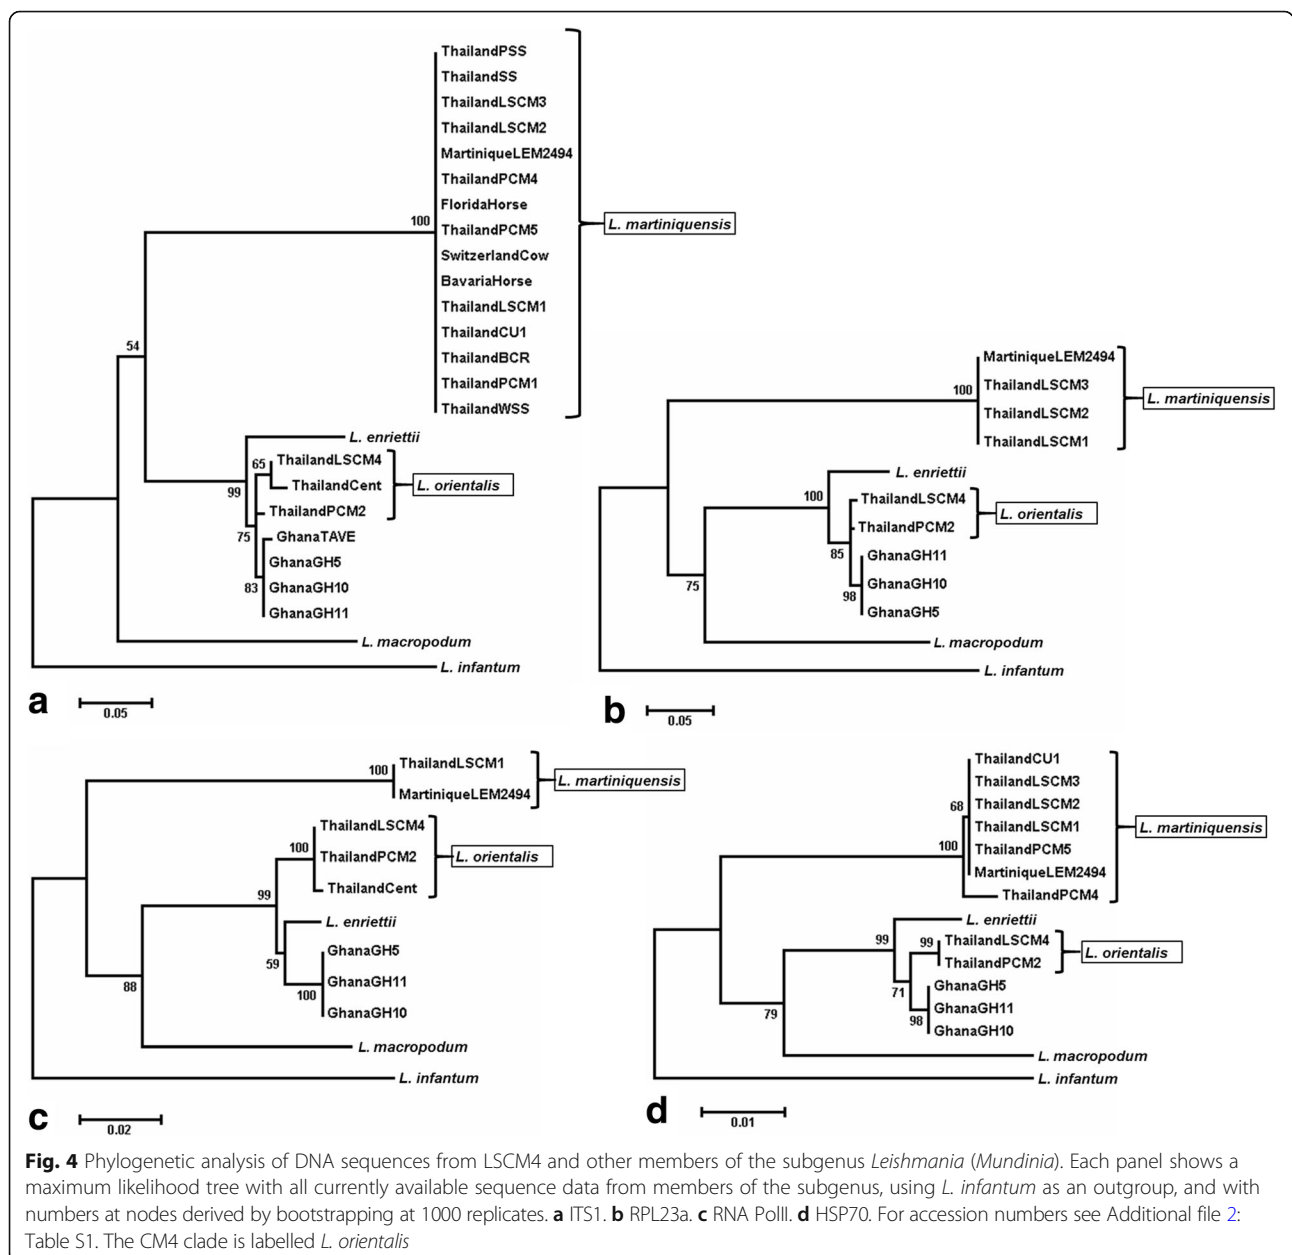 ThailandPSS
ThailandSS
ThailandLSCM3
ThailandLSCM2
MartiniqueLEM2494
ThailandPCM4
FloridaHorse
100
ThailandPCM5
L. martiniquensis
SwitzerlandCow
BavariaHorse
ThailandLSCM1
ThailandCU1
54
ThailandBCR
ThailandPCM1
ThailandWSS
L. enriettii
65
ThailandLSCM4
99
ThailandCent
L. orientalis
ThailandPCM2
75
GhanaTAVE
GhanaGH5
83
GhanaGH10
GhanaGH11
L. macropodum
L. infantum
a
0.05
MartiniqueLEM2494
100
ThailandLSCM3
L. martiniquensis
ThailandLSCM2
ThailandLSCM1
L. enriettii
100
ThailandLSCM4
L. orientalis
ThailandPCM2
85
GhanaGH11
75
GhanaGH10
98
GhanaGH5
L. macropodum
L. infantum
b
0.05
100
ThailandLSCM1
L. martiniquensis
MartiniqueLEM2494
ThailandLSCM4
100
ThailandPCM2
L. orientalis
ThailandCent
99
L. enriettii
GhanaGH5
59
GhanaGH11
88
100
GhanaGH10
L. macropodum
L. infantum
c
0.02
ThailandCU1
ThailandLSCM3
68
ThailandLSCM2
ThailandLSCM1
L. martiniquensis
100
ThailandPCM5
MartiniqueLEM2494
ThailandPCM4
L. enriettii
99
99
ThailandLSCM4
L. orientalis
ThailandPCM2
71
GhanaGH5
79
GhanaGH11
98
GhanaGH10
L. macropodum
L. infantum
d
0.01
Fig. 4 Phylogenetic analysis of DNA sequences from LSCM4 and other members of the subgenus Leishmania (Mundinia). Each panel shows a
maximum likelihood tree with all currently available sequence data from members of the subgenus, using L. infantum as an outgroup, and with
numbers at nodes derived by bootstrapping at 1000 replicates. a ITS1. b RPL23a. c RNA PolII. d HSP70. For accession numbers see Additional file 2:
Table S1. The CM4 clade is labelled L. orientalis